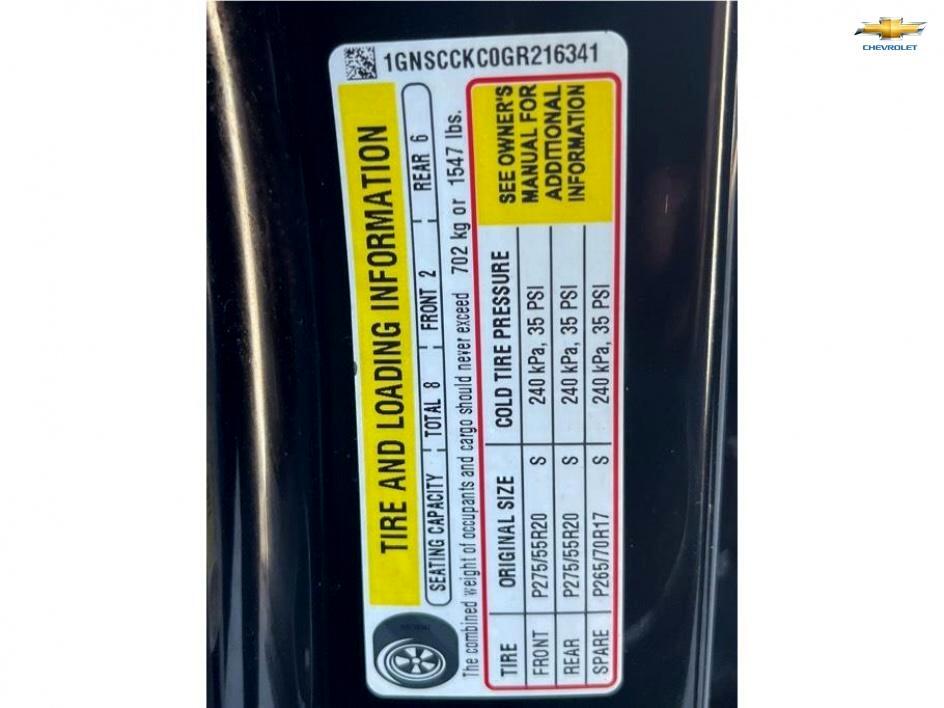 CHEVROLET
1GNSCCKC0GR216341
TIRE AND LOADING INFORMATION
SEATING CAPACITY TOTAL 8 FRONT 2 REAR 6
The combined weight of occupants and cargo should never exceed 702 kg or 1547 lbs.
TIRE ORIGINAL SIZE COLD TIRE PRESSURE
FRONT P275/55R20 S 240 kPa, 35 PSI
REAR P275/55R20 S 240 kPa, 35 PSI
SPARE P265/70R17 S 240 kPa, 35 PSI
SEE OWNER'S
MANUAL FOR
ADDITIONAL
INFORMATION